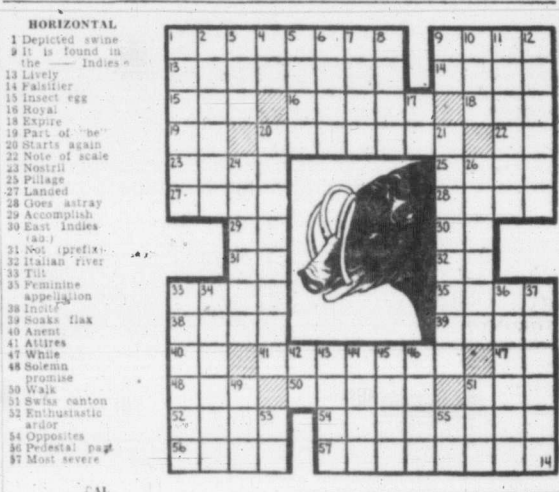 HORIZONTAL
1 Depicted swine
9 It is found in
the —— Indies
13 Lively
14 Falsifier
15 Insect egg
16 Royal
18 Expire
19 Part of "be"
20 Starts again
22 Note of scale
23 Nostril
25 Pillage
27 Landed
28 Goes astray
29 Accomplish
30 East Indies
(ab.)
31 Not (prefix)
32 Italian river
33 Tilt
35 Feminine
appellation
38 Incite
39 Soaks flax
40 Anent
41 Attires
47 While
48 Solemn
promise
50 Walk
51 Swiss canton
52 Enthusiastic
ardor
54 Opposites
56 Pedestal part
57 Most severe
1 2 3 4 5 6 7 8 9 10 11 12
13 14
15 16 17 18
19 20 21 22
23 24 25 26
27 28
29 30
31 32
33 34 35 36 37
38 39
40 41 42 43 44 45 46 47
48 49 50 51
52 53 54 55
56 57
14